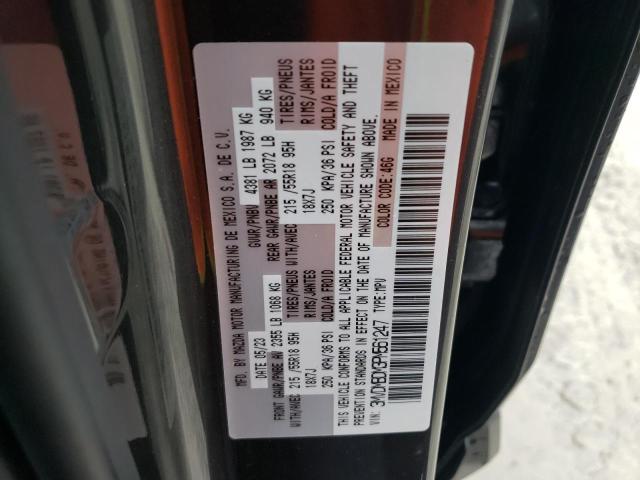 MFD. BY MAZDA MOTOR MANUFACTURING DE MEXICO S.A. DE C.V.
DATE 05/23 GVWR/PNBV 4381 LB 1987 KG
FRONT GAWR/PNBE AV 2355 LB 1068 KG REAR GAWR/PNBE AR 2072 LB 940 KG
WITH/AVEC 215 /55R18 95H TIRES/PNEUS WITH/AVEC 215 /55R18 95H TIRES/PNEUS
18X7J RIMS/JANTES 18X7J RIMS/JANTES
250 KPA/36 PSI COLD/A FROID 250 KPA/36 PSI COLD/A FROID
THIS VEHICLE CONFORMS TO ALL APPLICABLE FEDERAL MOTOR VEHICLE SAFETY AND THEFT
PREVENTION STANDARDS IN EFFECT ON THE DATE OF MANUFACTURE SHOWN ABOVE.
COLOR CODE:46G MADE IN MEXICO
VIN: 3MVDMBDY3PM561247 TYPE:MPV